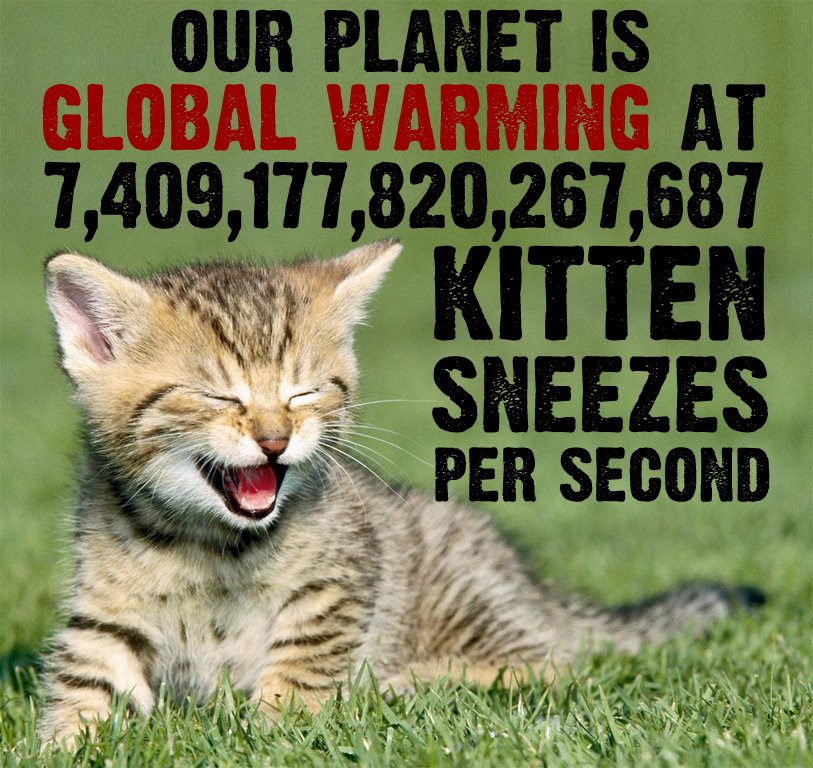 OUR PLANET IS
GLOBAL WARMING AT
7,409,177,820,267,687
KITTEN
SNEEZES
PER SECOND